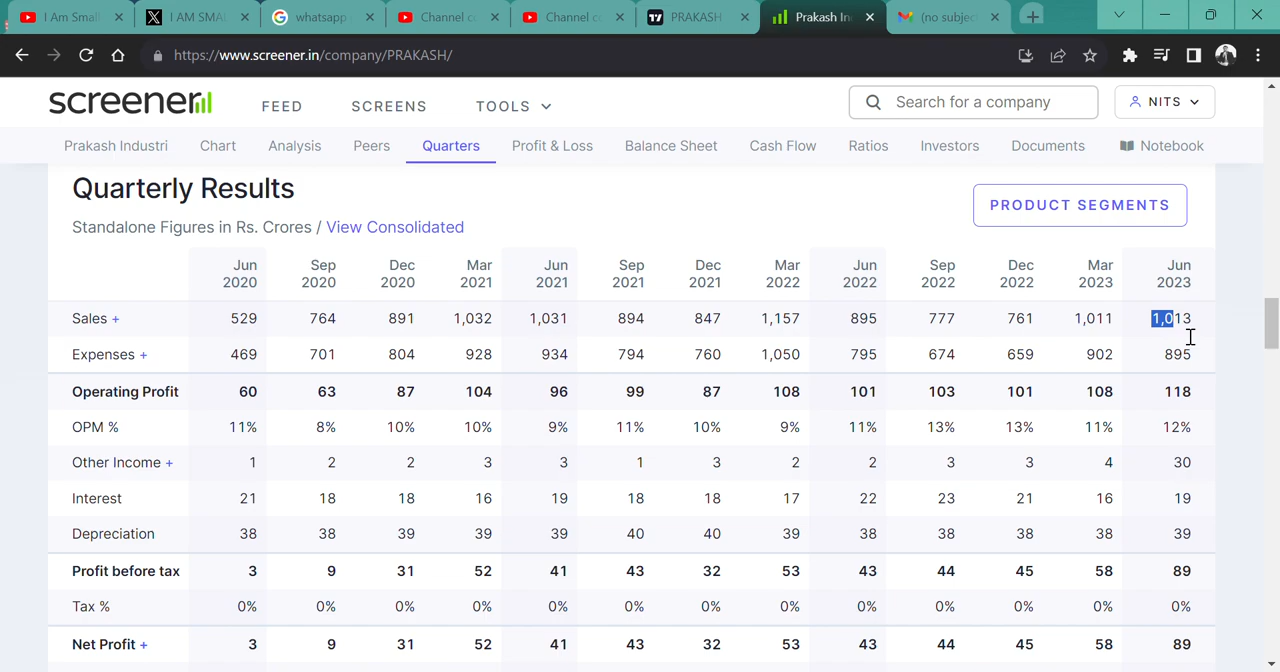 I Am Small
I AM SMAL
whatsapp
Channel c
Channel co
PRAKASH
Prakash In
(no subjec
https://www.screener.in/company/PRAKASH/
screener
FEED
SCREENS
TOOLS
Search for a company
NITS
Prakash Industri
Chart
Analysis
Peers
Quarters
Profit & Loss
Balance Sheet
Cash Flow
Ratios
Investors
Documents
Notebook
Quarterly Results
PRODUCT SEGMENTS
Standalone Figures in Rs. Crores / View Consolidated
Jun Sep Dec Mar Jun Sep Dec Mar Jun Sep Dec Mar Jun
2020 2020 2020 2021 2021 2021 2021 2022 2022 2022 2022 2023 2023
Sales + 529 764 891 1,032 1,031 894 847 1,157 895 777 761 1,011 1,013
Expenses + 469 701 804 928 934 794 760 1,050 795 674 659 902 895
Operating Profit 60 63 87 104 96 99 87 108 101 103 101 108 118
OPM % 11% 8% 10% 10% 9% 11% 10% 9% 11% 13% 13% 11% 12%
Other Income + 1 2 2 3 3 1 3 2 2 3 3 4 30
Interest 21 18 18 16 19 18 18 17 22 23 21 16 19
Depreciation 38 38 39 39 39 40 40 39 38 38 38 38 39
Profit before tax 3 9 31 52 41 43 32 53 43 44 45 58 89
Tax % 0% 0% 0% 0% 0% 0% 0% 0% 0% 0% 0% 0% 0%
Net Profit + 3 9 31 52 41 43 32 53 43 44 45 58 89